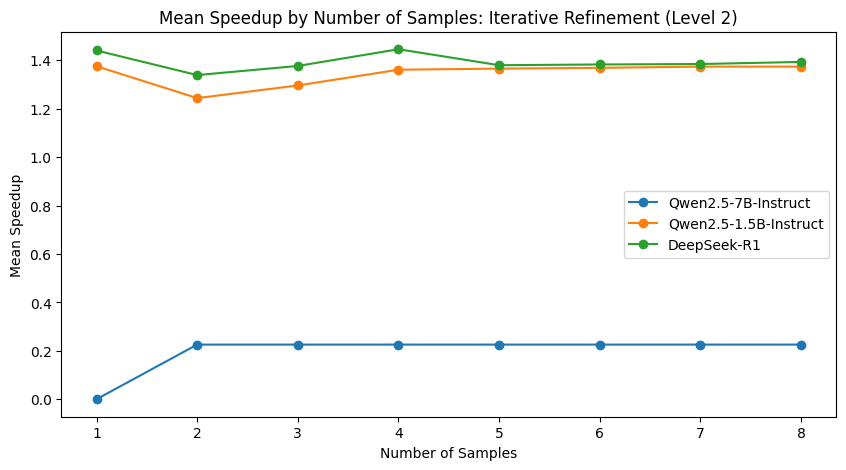 Mean Speedup by Number of Samples: Iterative Refinement (Level 2)
Mean Speedup
1.4
1.2
1.0
0.8
0.6
0.4
0.2
0.0
Qwen2.5-7B-Instruct
Qwen2.5-1.5B-Instruct
DeepSeek-R1
1 2 3 4 5 6 7 8
Number of Samples